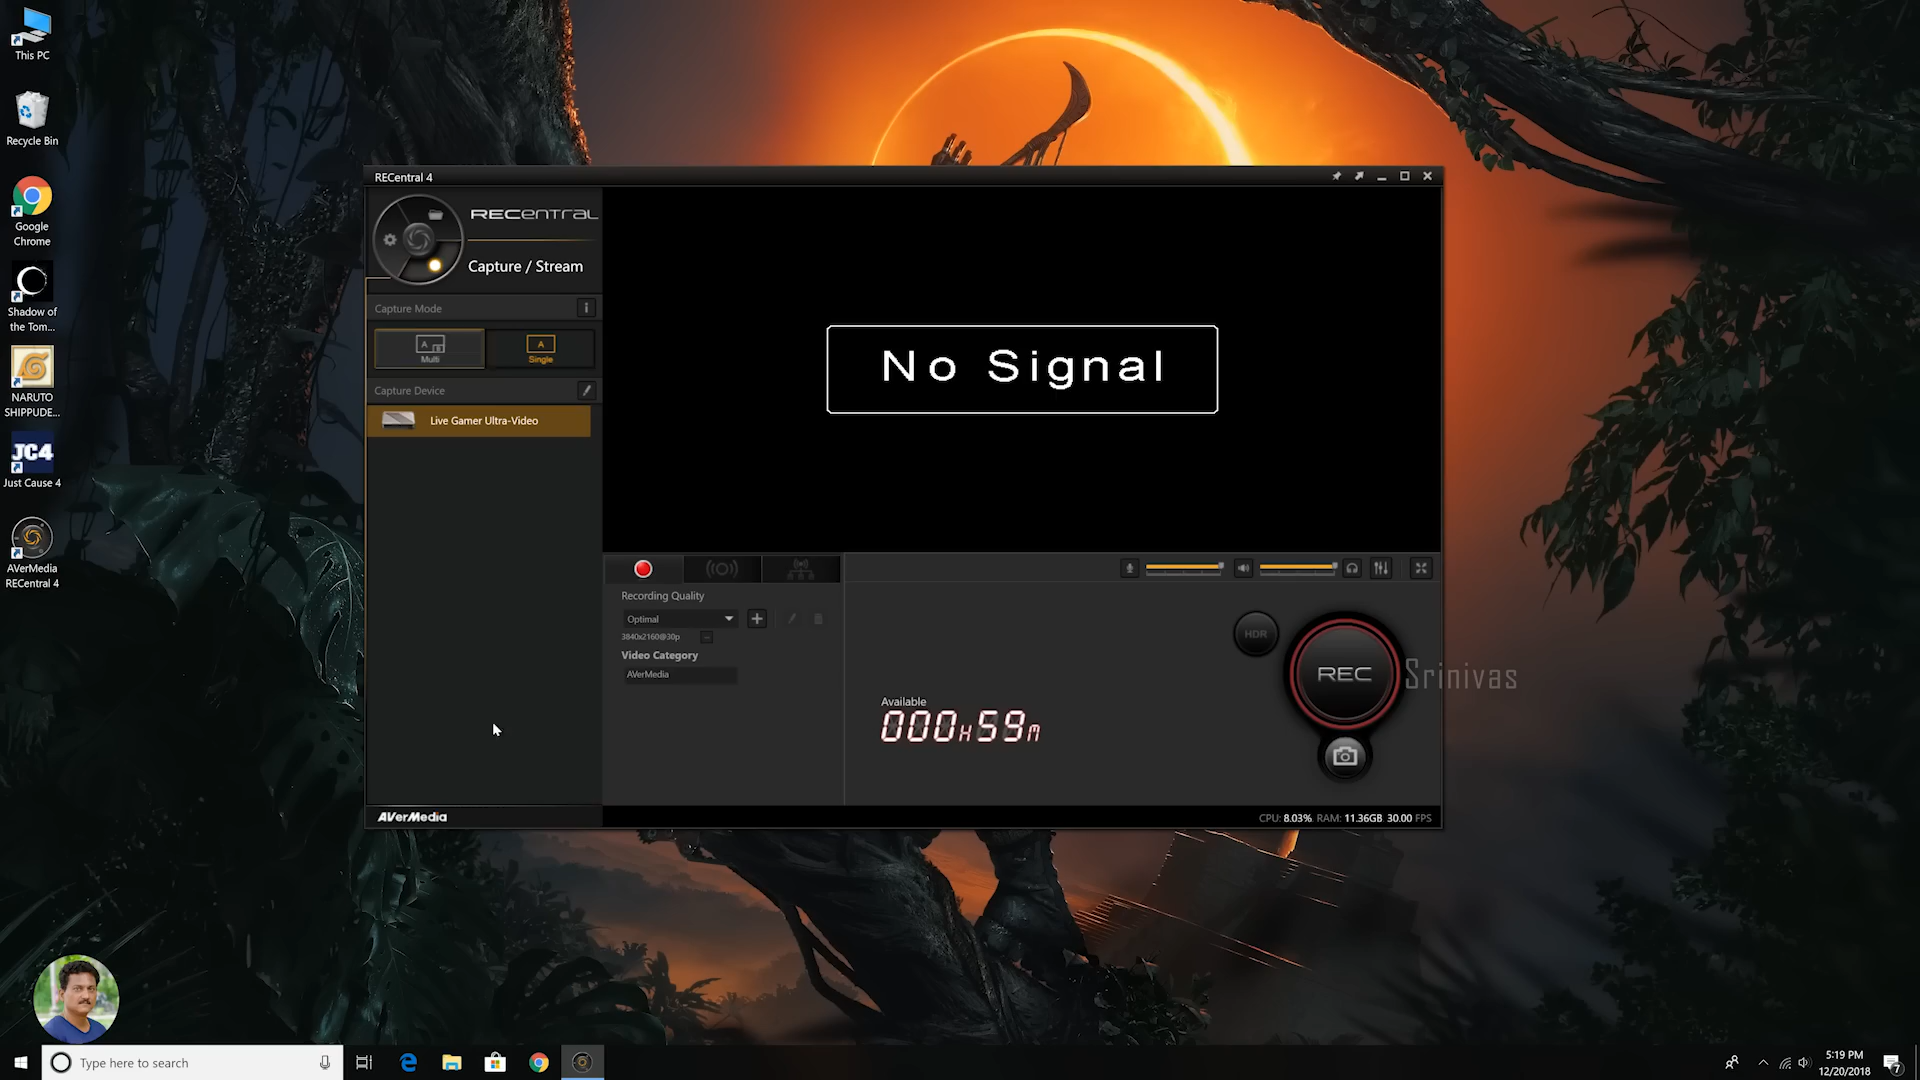 This PC
Recycle Bin
Google
Chrome
Shadow of
the Tom...
NARUTO
SHIPPUDE...
JC4
Just Cause 4
AVerMedia
RECentral 4
RECentral 4
RECentral
Capture / Stream
Capture Mode
i
A B
Multi
A
Single
Capture Device
Live Gamer Ultra-Video
No Signal
Recording Quality
Optimal
3840x2160@30p
Video Category
AVerMedia
Available
000H59m
HDR
REC
Srinivas
AVerMedia
CPU: 8.03% RAM: 11.36GB 30.00 FPS
Type here to search
5:19 PM
12/20/2018
7